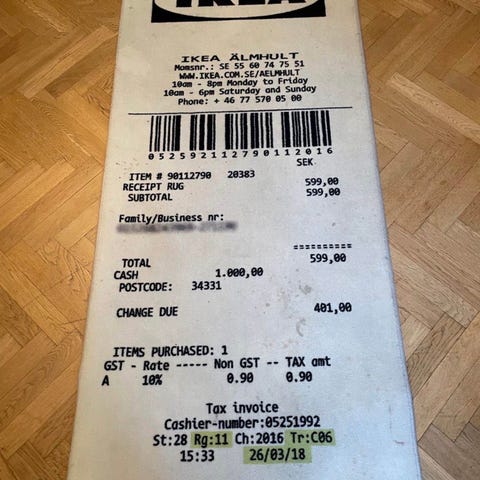 IKEA
IKEA ÄLMHULT
Momsnr.: SE 55 60 74 75 51
WWW.IKEA.COM.SE/AELMHULT
10am - 8pm Monday to Friday
10am - 6pm Saturday and Sunday
Phone: + 46 77 570 05 00
052592112790112016
SEK
ITEM # 90112790 20383
RECEIPT RUG 599,00
SUBTOTAL 599,00
Family/Business nr:
==========
TOTAL 599,00
CASH 1.000,00
POSTCODE: 34331
CHANGE DUE 401,00
ITEMS PURCHASED: 1
GST - Rate ----- Non GST -- TAX amt
A 10% 0.90 0.90
Tax invoice
Cashier-number:05251992
St:28 Rg:11 Ch:2016 Tr:C06
15:33 26/03/18